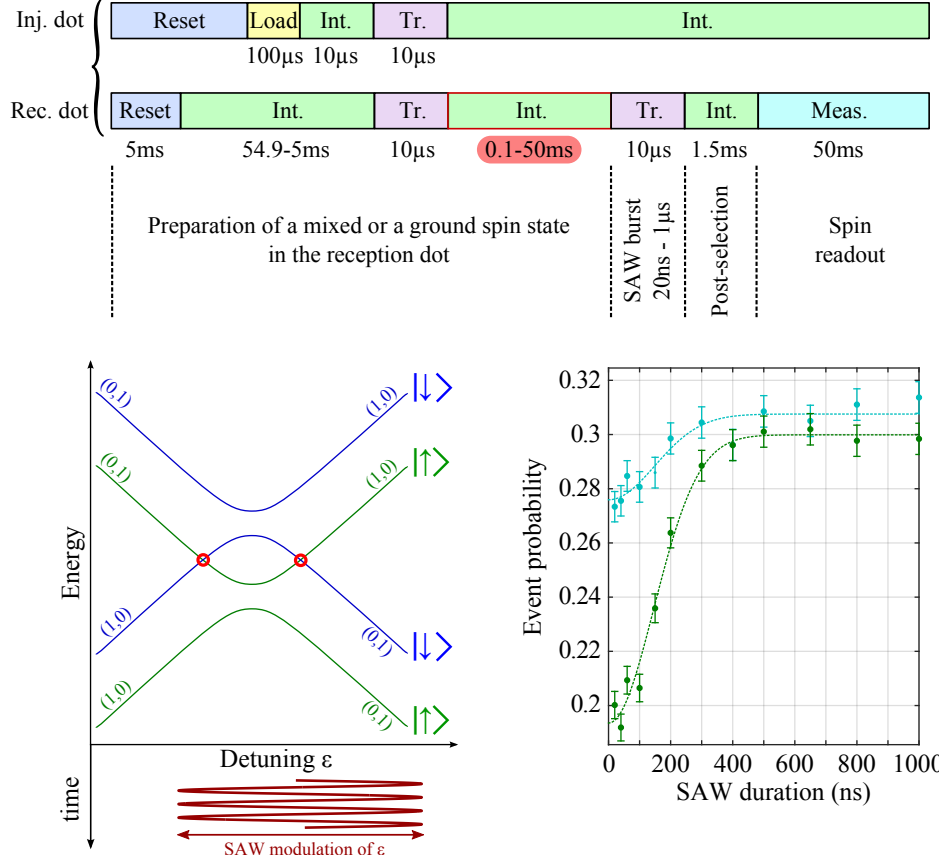 Inj. dot
Reset Load Int. Tr. Int.
100µs 10µs 10µs
Rec. dot
Reset Int. Tr. Int. Tr. Int. Meas.
5ms 54.9-5ms 10µs 0.1-50ms 10µs 1.5ms 50ms
Preparation of a mixed or a ground spin state
in the reception dot
SAW burst
20ns - 1µs
Post-selection
Spin
readout
Energy
(0,1)
(1,0)
|↓⟩
(0,1)
(1,0)
|↑⟩
(1,0)
(0,1)
|↓⟩
(1,0)
(0,1)
|↑⟩
Detuning ε
time
SAW modulation of ε
Event probability
0.32
0.3
0.28
0.26
0.24
0.22
0.2
0 200 400 600 800 1000
SAW duration (ns)